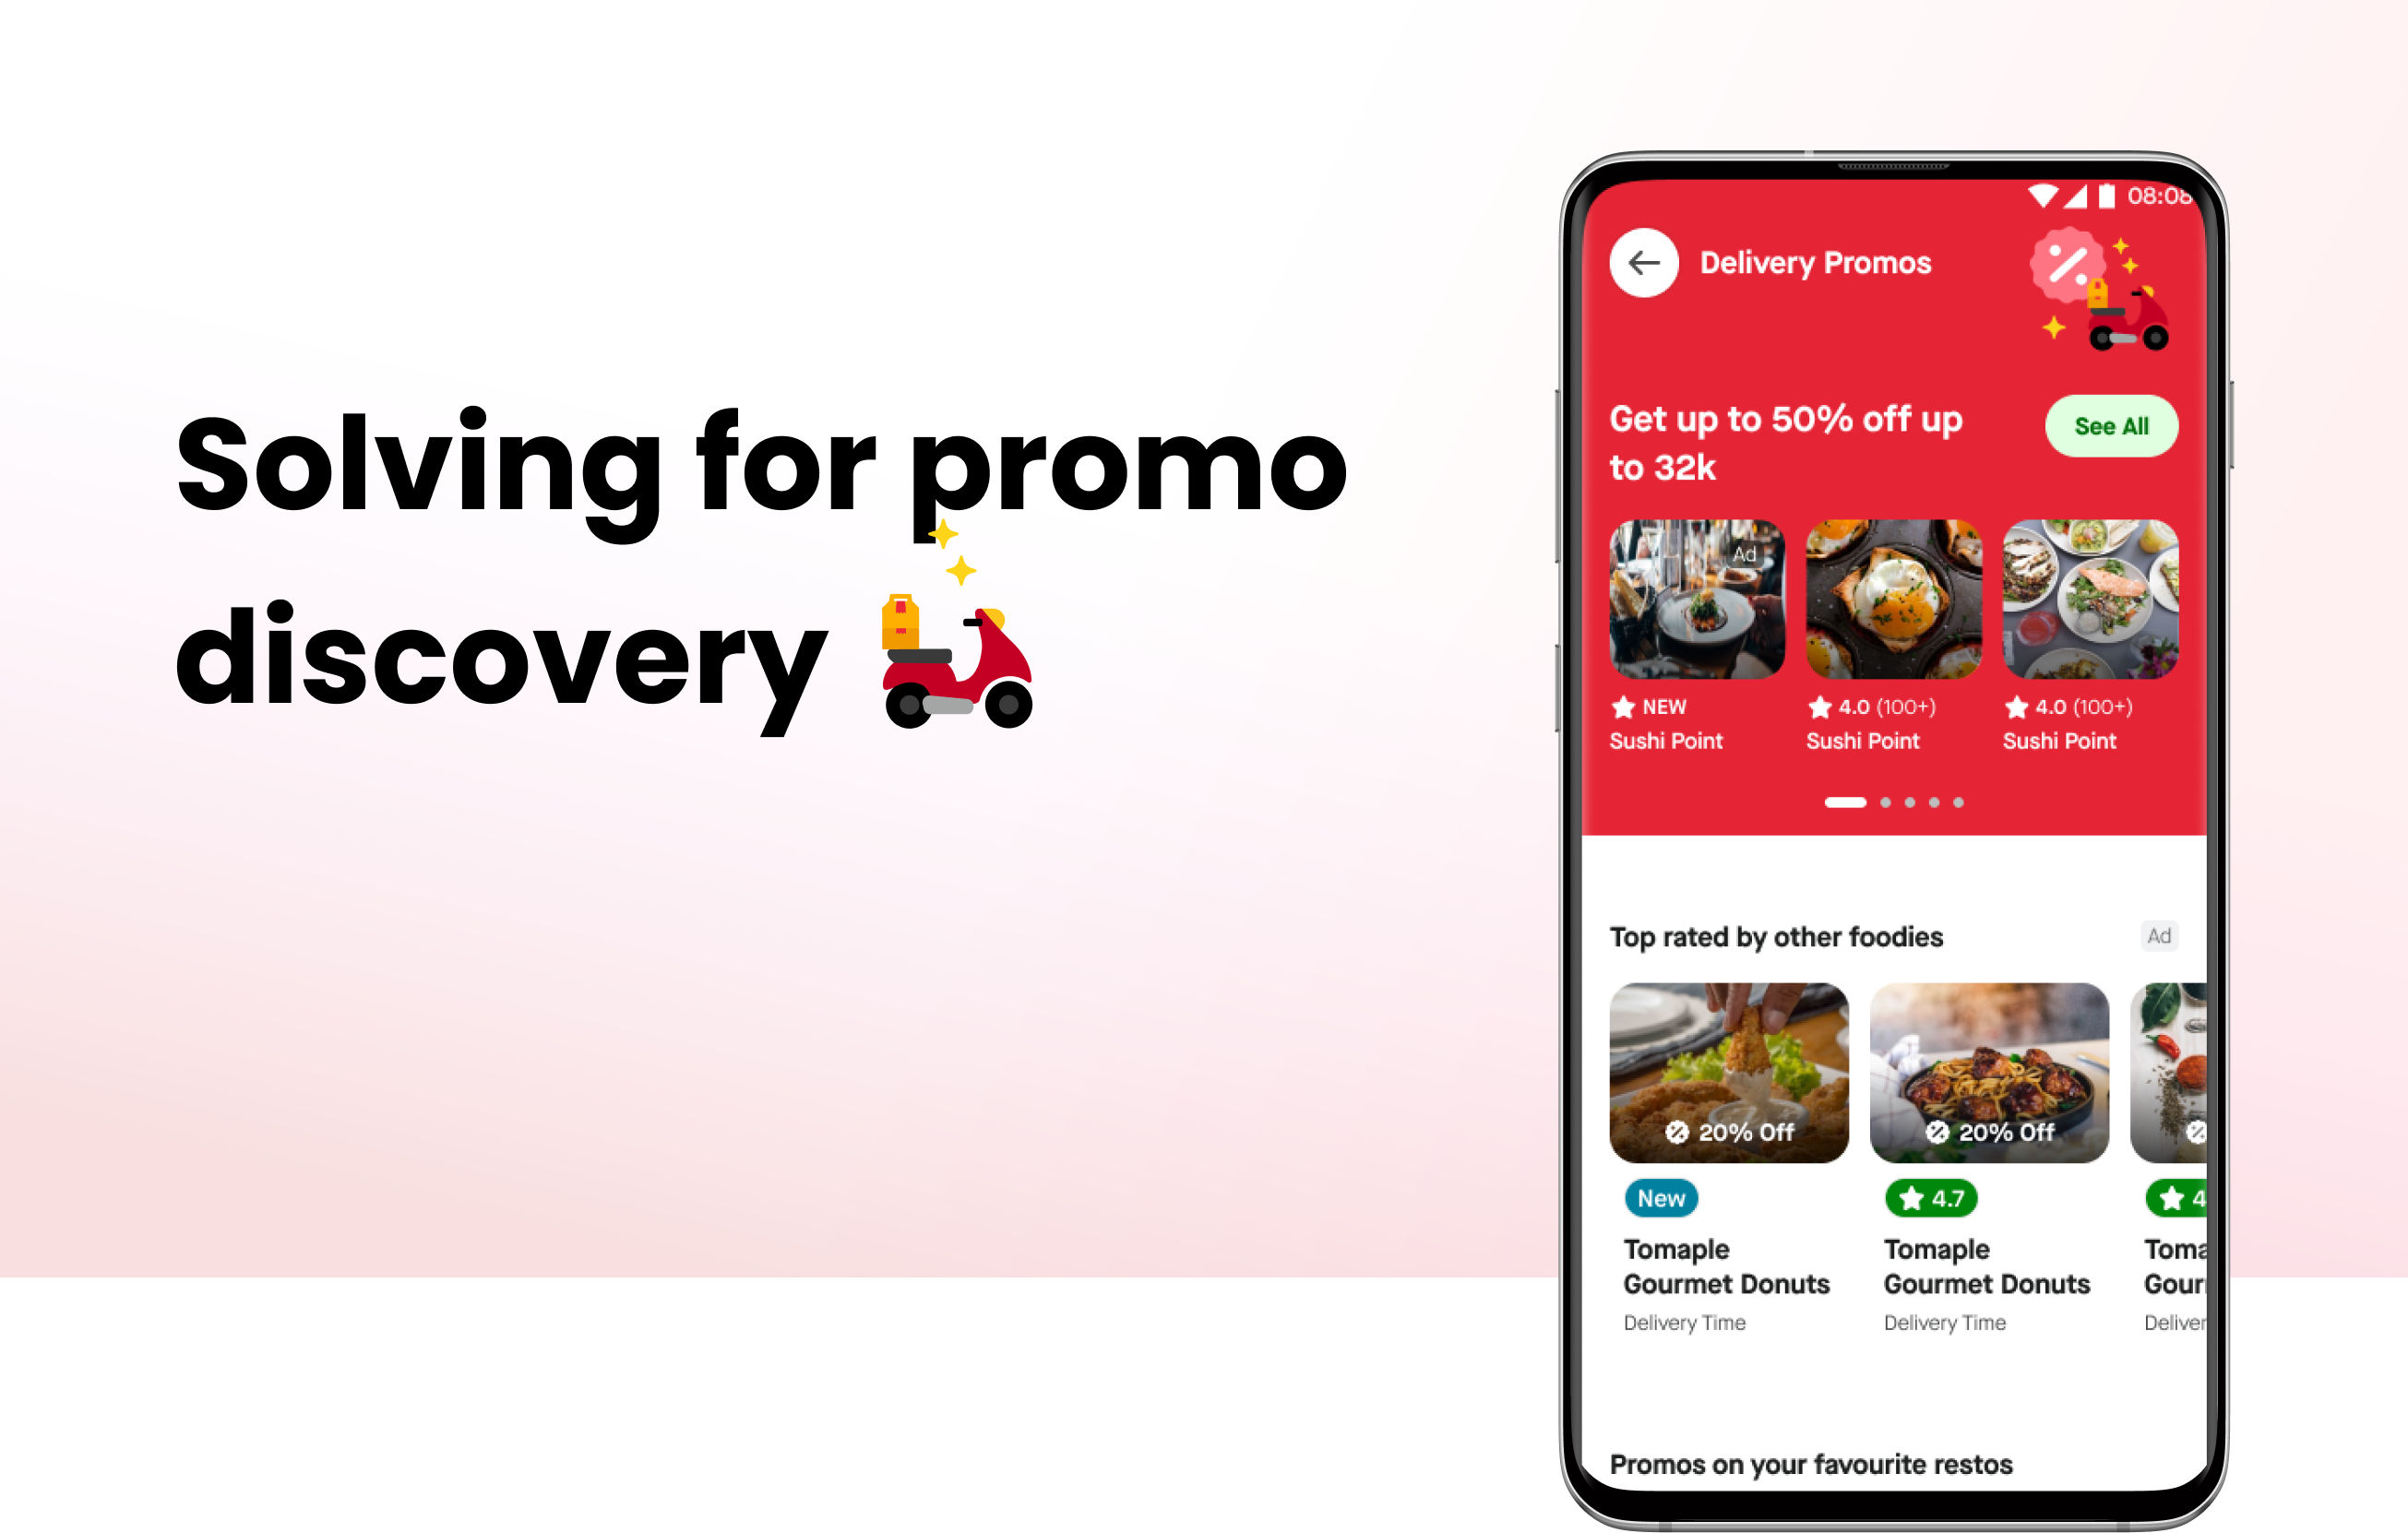 Solving for promo
discovery
08:08
Delivery Promos
Get up to 50% off up
to 32k
See All
Ad
NEW
4.0 (100+)
4.0 (100+)
Sushi Point
Sushi Point
Sushi Point
Top rated by other foodies
Ad
20% Off
20% Off
New
4.7
4
Tomaple
Gourmet Donuts
Tomaple
Gourmet Donuts
Toma
Gour
Delivery Time
Delivery Time
Deliver
Promos on your favourite restos